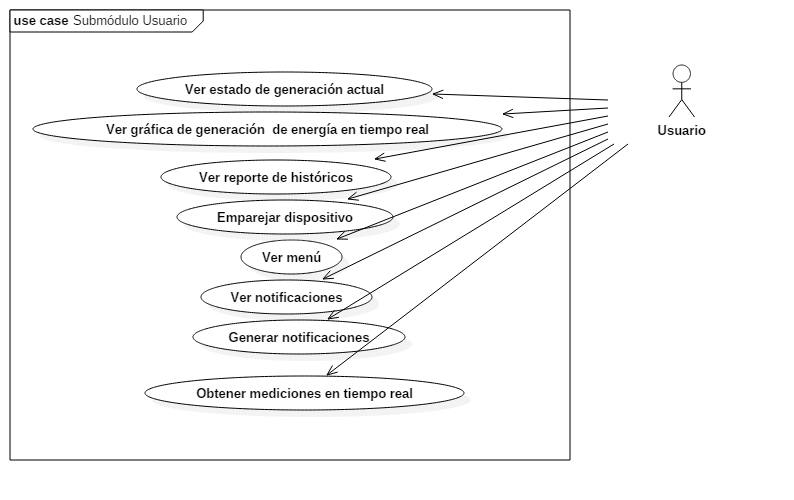 use case Submódulo Usuario
Ver estado de generación actual
Ver gráfica de generación  de energía en tiempo real
Usuario
Ver reporte de históricos
Emparejar dispositivo
Ver menú
Ver notificaciones
Generar notificaciones
Obtener mediciones en tiempo real